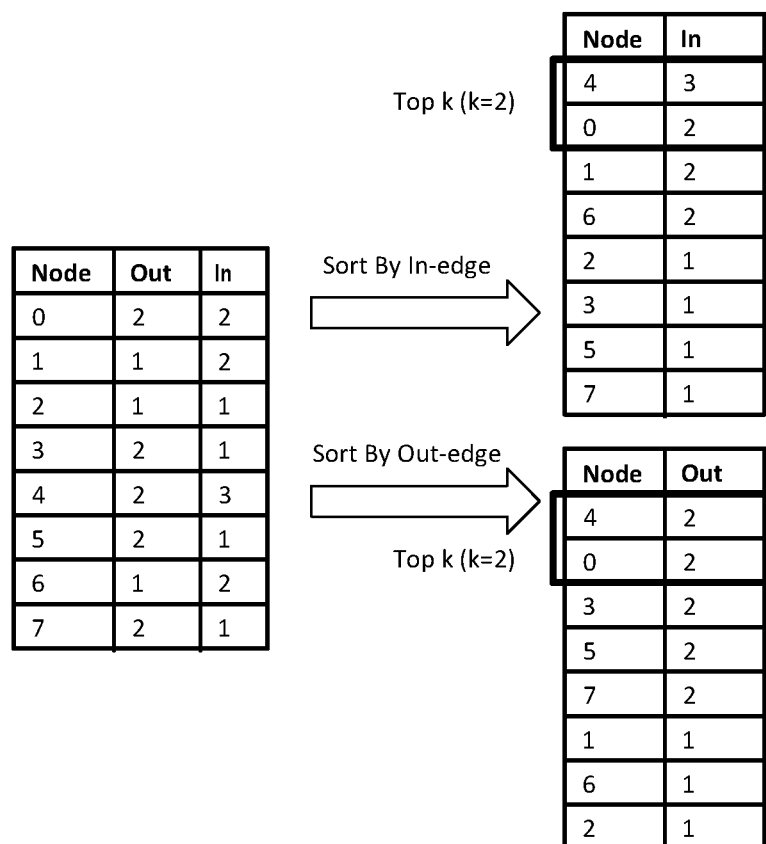 Node Out In
0 2 2
1 1 2
2 1 1
3 2 1
4 2 3
5 2 1
6 1 2
7 2 1
Sort By In-edge
Top k (k=2)
Node In
4 3
0 2
1 2
6 2
2 1
3 1
5 1
7 1
Sort By Out-edge
Top k (k=2)
Node Out
4 2
0 2
3 2
5 2
7 2
1 1
6 1
2 1